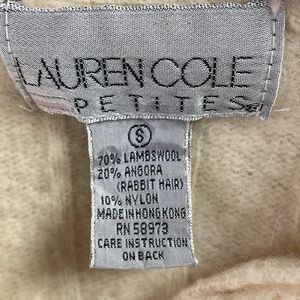 LAUREN COLE
PETITES
S
70% LAMBSWOOL
20% ANGORA
(RABBIT HAIR)
10% NYLON
MADE IN HONG KONG
RN 58973
CARE INSTRUCTION
ON BACK